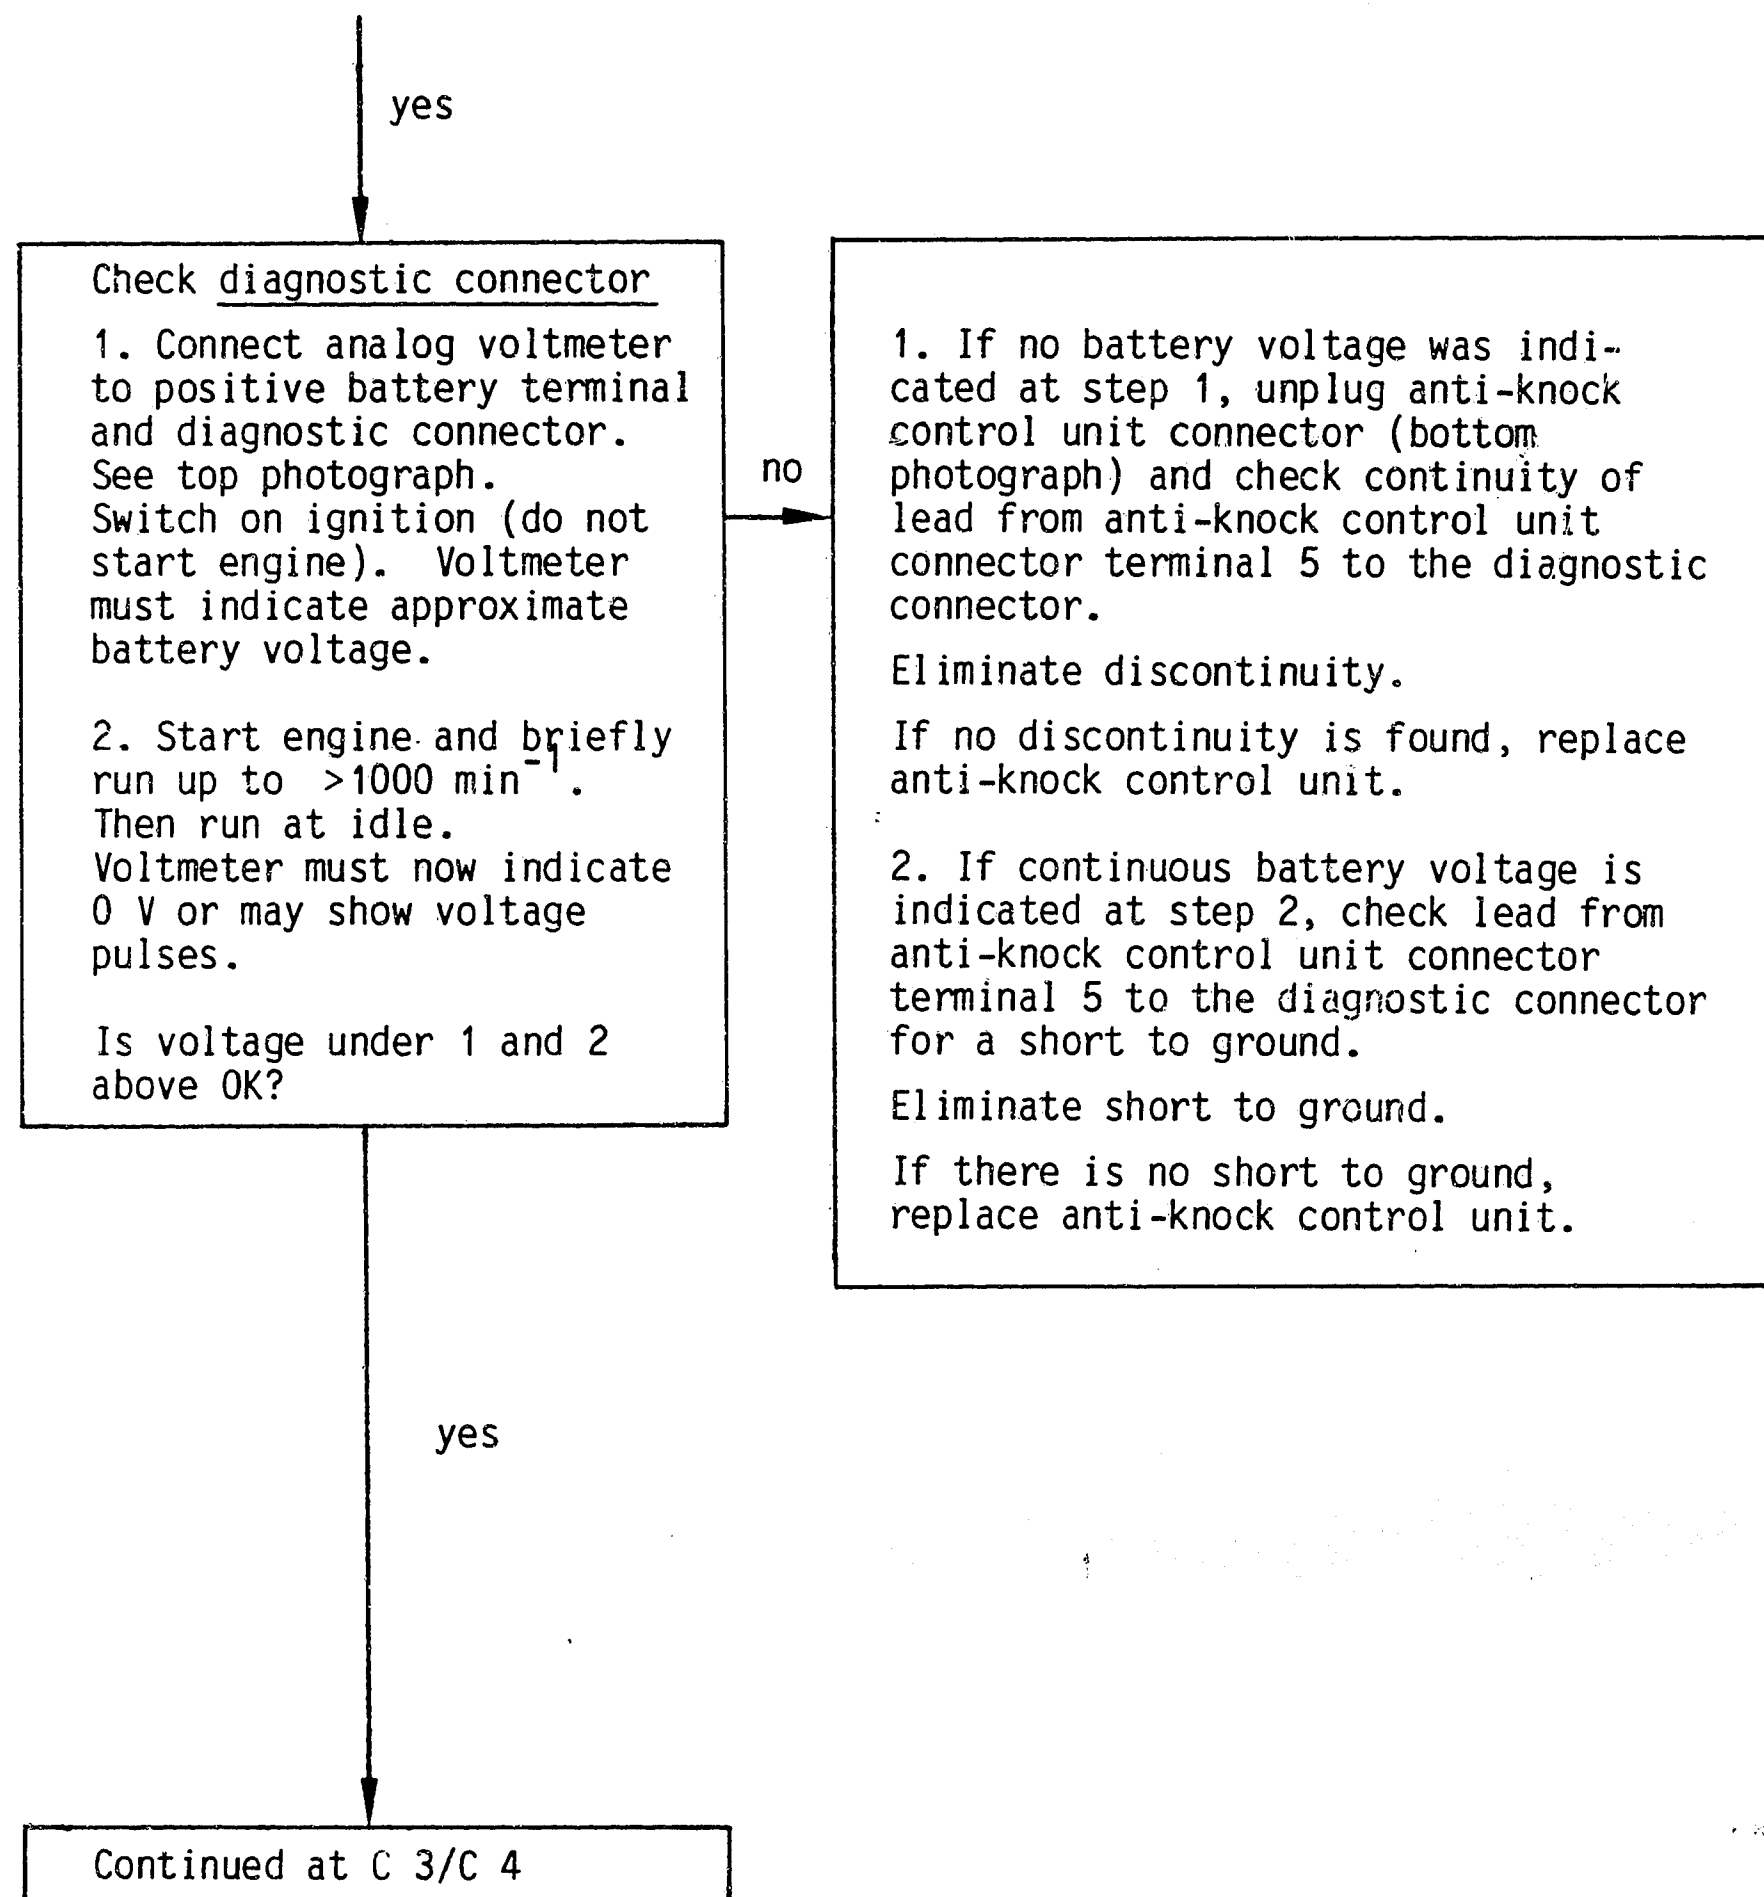 yes
Check diagnostic connector
1. Connect analog voltmeter
to positive battery terminal
and diagnostic connector.
See top photograph.
Switch on ignition (do not
start engine). Voltmeter
must indicate approximate
battery voltage.
2. Start engine and briefly
run up to >1000 min⁻¹.
Then run at idle.
Voltmeter must now indicate
0 V or may show voltage
pulses.
Is voltage under 1 and 2
above OK?
no
1. If no battery voltage was indi-
cated at step 1, unplug anti-knock
control unit connector (bottom
photograph) and check continuity of
lead from anti-knock control unit
connector terminal 5 to the diagnostic
connector.
Eliminate discontinuity.
If no discontinuity is found, replace
anti-knock control unit.
2. If continuous battery voltage is
indicated at step 2, check lead from
anti-knock control unit connector
terminal 5 to the diagnostic connector
for a short to ground.
Eliminate short to ground.
If there is no short to ground,
replace anti-knock control unit.
yes
Continued at C 3/C 4